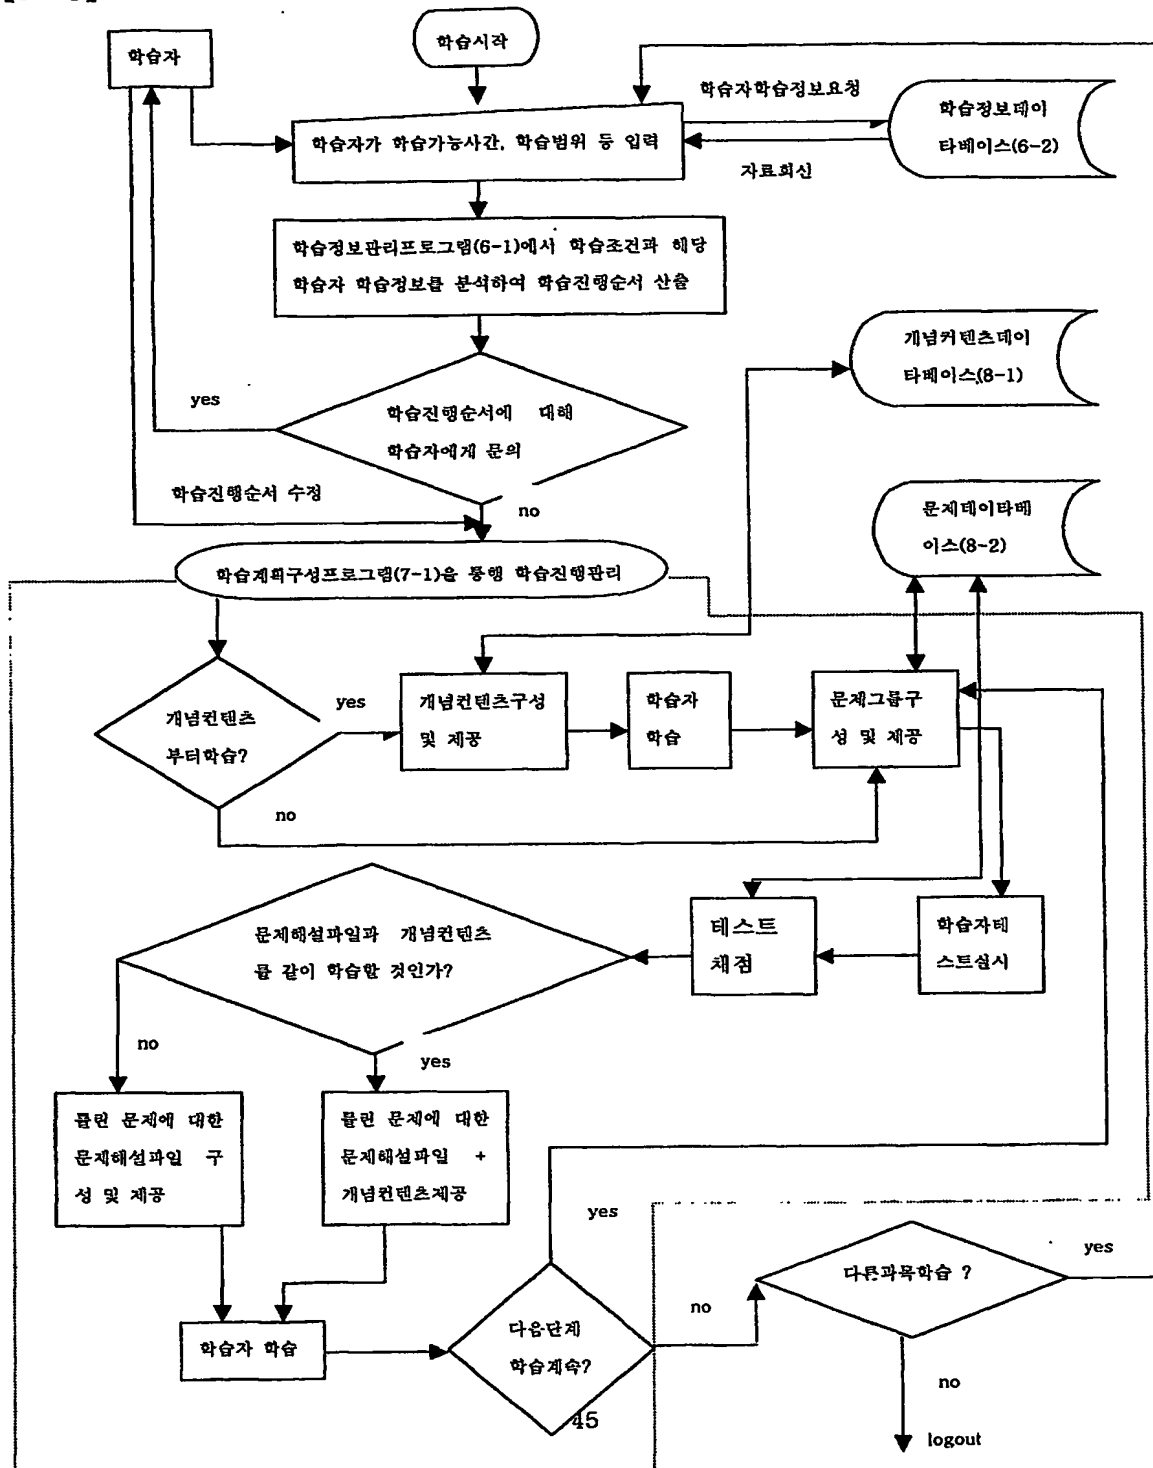 학습시작
학습자
학습자학습정보요청
학습정보데이
타베이스(6-2)
학습자가 학습가능시간, 학습범위 등 입력
자료회신
학습정보관리프로그램(6-1)에서 학습조건과 해당
학습자 학습정보를 분석하여 학습진행순서 산출
개념커텐츠데이
타베이스(8-1)
yes
학습진행순서에 대해
학습자에게 문의
학습진행순서 수정
no
문제데이타베
이스(8-2)
학습계획구성프로그램(7-1)을 통행 학습진행관리
개념컨텐츠
부터학습?
yes
개념컨텐츠구성
및 제공
학습자
학습
문제그룹구
성 및 제공
no
문제해설파일과 개념컨텐츠
를 같이 학습할 것인가?
테스트
채점
학습자테
스트실시
no
yes
틀린 문제에 대한
문제해설파일 구
성 및 제공
틀린 문제에 대한
문제해설파일 +
개념컨텐츠제공
yes
다른과목학습 ?
yes
no
학습자 학습
다음단계
학습계속?
no
45
logout